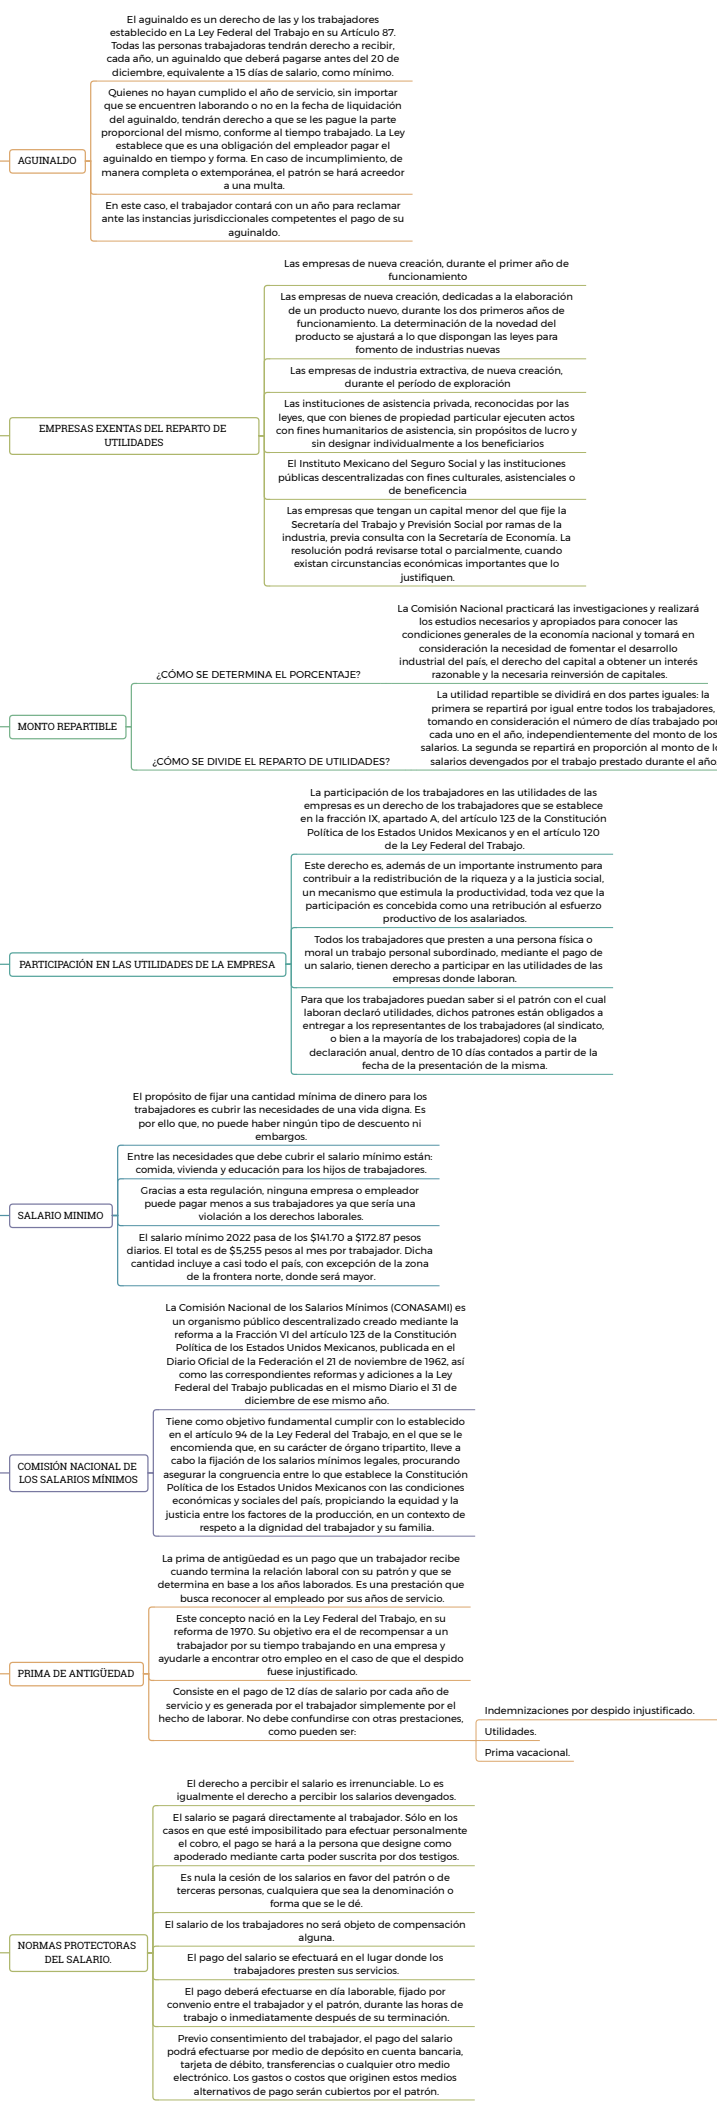 El aguinaldo es un derecho de las y los trabajadores
establecido en La Ley Federal del Trabajo en su Artículo 87.
Todas las personas trabajadoras tendrán derecho a recibir,
cada año, un aguinaldo que deberá pagarse antes del 20 de
diciembre, equivalente a 15 días de salario, como mínimo.
Quienes no hayan cumplido el año de servicio, sin importar
que se encuentren laborando o no en la fecha de liquidación
del aguinaldo, tendrán derecho a que se les pague la parte
proporcional del mismo, conforme al tiempo trabajado. La Ley
establece que es una obligación del empleador pagar el
aguinaldo en tiempo y forma. En caso de incumplimiento, de
manera completa o extemporánea, el patrón se hará acreedor
a una multa.
AGUINALDO
En este caso, el trabajador contará con un año para reclamar
ante las instancias jurisdiccionales competentes el pago de su
aguinaldo.
Las empresas de nueva creación, durante el primer año de
funcionamiento
Las empresas de nueva creación, dedicadas a la elaboración
de un producto nuevo, durante los dos primeros años de
funcionamiento. La determinación de la novedad del
producto se ajustará a lo que dispongan las leyes para
fomento de industrias nuevas
Las empresas de industria extractiva, de nueva creación,
durante el período de exploración
Las instituciones de asistencia privada, reconocidas por las
leyes, que con bienes de propiedad particular ejecuten actos
con fines humanitarios de asistencia, sin propósitos de lucro y
sin designar individualmente a los beneficiarios
EMPRESAS EXENTAS DEL REPARTO DE
UTILIDADES
El Instituto Mexicano del Seguro Social y las instituciones
públicas descentralizadas con fines culturales, asistenciales o
de beneficencia
Las empresas que tengan un capital menor del que fije la
Secretaría del Trabajo y Previsión Social por ramas de la
industria, previa consulta con la Secretaría de Economía. La
resolución podrá revisarse total o parcialmente, cuando
existan circunstancias económicas importantes que lo
justifiquen.
La Comisión Nacional practicará las investigaciones y realizará
los estudios necesarios y apropiados para conocer las
condiciones generales de la economía nacional y tomará en
consideración la necesidad de fomentar el desarrollo
industrial del país, el derecho del capital a obtener un interés
razonable y la necesaria reinversión de capitales.
¿CÓMO SE DETERMINA EL PORCENTAJE?
MONTO REPARTIBLE
La utilidad repartible se dividirá en dos partes iguales: la
primera se repartirá por igual entre todos los trabajadores,
tomando en consideración el número de días trabajado por
cada uno en el año, independientemente del monto de los
salarios. La segunda se repartirá en proporción al monto de
salarios devengados por el trabajo prestado durante el año.
¿CÓMO SE DIVIDE EL REPARTO DE UTILIDADES?
La participación de los trabajadores en las utilidades de las
empresas es un derecho de los trabajadores que se establece
en la fracción IX, apartado A, del artículo 123 de la Constitución
Política de los Estados Unidos Mexicanos y en el artículo 120
de la Ley Federal del Trabajo.
Este derecho es, además de un importante instrumento para
contribuir a la redistribución de la riqueza y a la justicia social,
un mecanismo que estimula la productividad, toda vez que la
participación es concebida como una retribución al esfuerzo
productivo de los asalariados.
PARTICIPACIÓN EN LAS UTILIDADES DE LA EMPRESA
Todos los trabajadores que presten a una persona física o
moral un trabajo personal subordinado, mediante el pago de
un salario, tienen derecho a participar en las utilidades de las
empresas donde laboran.
Para que los trabajadores puedan saber si el patrón con el cual
laboran declaró utilidades, dichos patrones están obligados a
entregar a los representantes de los trabajadores (al sindicato,
o bien a la mayoría de los trabajadores) copia de la
declaración anual, dentro de 10 días contados a partir de la
fecha de la presentación de la misma.
El propósito de fijar una cantidad mínima de dinero para los
trabajadores es cubrir las necesidades de una vida digna. Es
por ello que, no puede haber ningún tipo de descuento ni
embargos.
Entre las necesidades que debe cubrir el salario mínimo están:
comida, vivienda y educación para los hijos de trabajadores.
SALARIO MINIMO
Gracias a esta regulación, ninguna empresa o empleador
puede pagar menos a sus trabajadores ya que sería una
violación a los derechos laborales.
El salario mínimo 2022 pasa de los $141.70 a $172.87 pesos
diarios. El total es de $5,255 pesos al mes por trabajador. Dicha
cantidad incluye a casi todo el país, con excepción de la zona
de la frontera norte, donde será mayor.
La Comisión Nacional de los Salarios Mínimos (CONASAMI) es
un organismo público descentralizado creado mediante la
reforma a la Fracción VI del artículo 123 de la Constitución
Política de los Estados Unidos Mexicanos, publicada en el
Diario Oficial de la Federación el 21 de noviembre de 1962, así
como las correspondientes reformas y adiciones a la Ley
Federal del Trabajo publicadas en el mismo Diario el 31 de
diciembre de ese mismo año.
COMISIÓN NACIONAL DE
LOS SALARIOS MÍNIMOS
Tiene como objetivo fundamental cumplir con lo establecido
en el artículo 94 de la Ley Federal del Trabajo, en el que se le
encomienda que, en su carácter de órgano tripartito, lleve a
cabo la fijación de los salarios mínimos legales, procurando
asegurar la congruencia entre lo que establece la Constitución
Política de los Estados Unidos Mexicanos con las condiciones
económicas y sociales del país, propiciando la equidad y la
justicia entre los factores de la producción, en un contexto de
respeto a la dignidad del trabajador y su familia.
La prima de antigüedad es un pago que un trabajador recibe
cuando termina la relación laboral con su patrón y que se
determina en base a los años laborados. Es una prestación que
busca reconocer al empleado por sus años de servicio.
Este concepto nació en la Ley Federal del Trabajo, en su
reforma de 1970. Su objetivo era el de recompensar a un
trabajador por su tiempo trabajando en una empresa y
ayudarle a encontrar otro empleo en el caso de que el despido
fuese injustificado.
PRIMA DE ANTIGÜEDAD
Consiste en el pago de 12 días de salario por cada año de
servicio y es generada por el trabajador simplemente por el
hecho de laborar. No debe confundirse con otras prestaciones,
como pueden ser:
Indemnizaciones por despido injustificado.
Utilidades.
Prima vacacional.
El derecho a percibir el salario es irrenunciable. Lo es
igualmente el derecho a percibir los salarios devengados.
El salario se pagará directamente al trabajador. Sólo en los
casos en que esté imposibilitado para efectuar personalmente
el cobro, el pago se hará a la persona que designe como
apoderado mediante carta poder suscrita por dos testigos.
Es nula la cesión de los salarios en favor del patrón o de
terceras personas, cualquiera que sea la denominación o
forma que se le dé.
El salario de los trabajadores no será objeto de compensación
alguna.
NORMAS PROTECTORAS
DEL SALARIO.
El pago del salario se efectuará en el lugar donde los
trabajadores presten sus servicios.
El pago deberá efectuarse en día laborable, fijado por
convenio entre el trabajador y el patrón, durante las horas de
trabajo o inmediatamente después de su terminación.
Previo consentimiento del trabajador, el pago del salario
podrá efectuarse por medio de depósito en cuenta bancaria,
tarjeta de débito, transferencias o cualquier otro medio
electrónico. Los gastos o costos que originen estos medios
alternativos de pago serán cubiertos por el patrón.